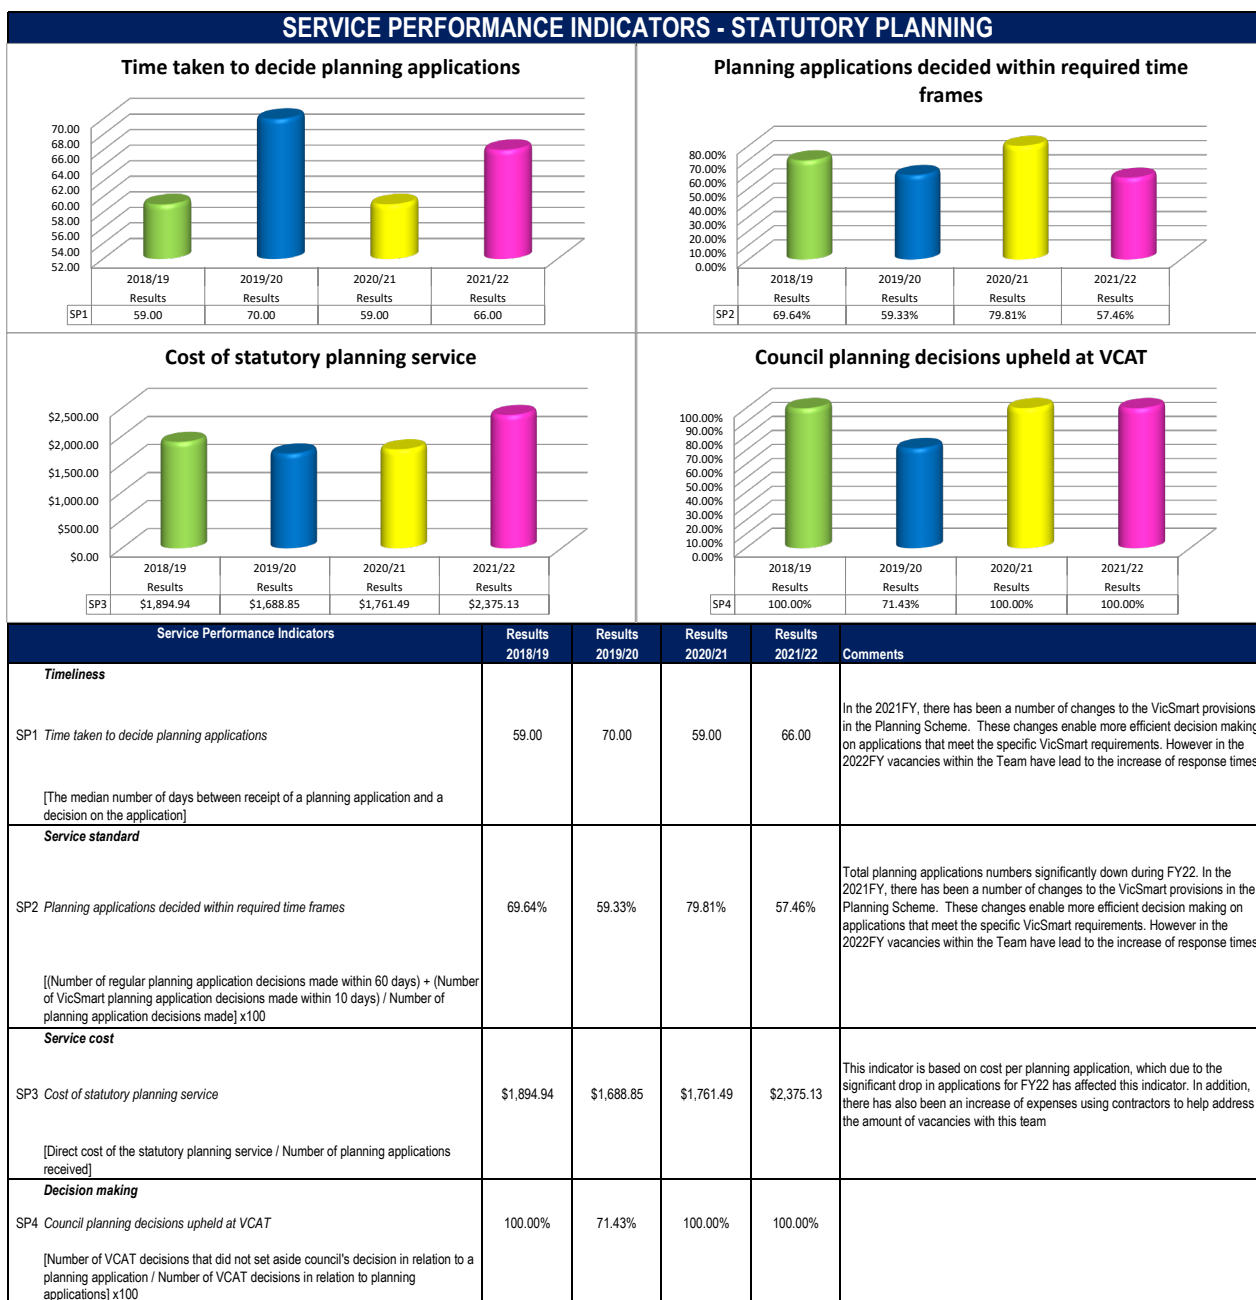 SERVICE PERFORMANCE INDICATORS - STATUTORY PLANNING
Time taken to decide planning applications
70.00
68.00
66.00
64.00
62.00
60.00
58.00
56.00
54.00
52.00
2018/19 2019/20 2020/21 2021/22
Results Results Results Results
SP1 59.00 70.00 59.00 66.00
Planning applications decided within required time
frames
80.00%
70.00%
60.00%
50.00%
40.00%
30.00%
20.00%
10.00%
0.00%
2018/19 2019/20 2020/21 2021/22
Results Results Results Results
SP2 69.64% 59.33% 79.81% 57.46%
Cost of statutory planning service
$2,500.00
$2,000.00
$1,500.00
$1,000.00
$500.00
$0.00
2018/19 2019/20 2020/21 2021/22
Results Results Results Results
SP3 $1,894.94 $1,688.85 $1,761.49 $2,375.13
Council planning decisions upheld at VCAT
100.00%
90.00%
80.00%
70.00%
60.00%
50.00%
40.00%
30.00%
20.00%
10.00%
0.00%
2018/19 2019/20 2020/21 2021/22
Results Results Results Results
SP4 100.00% 71.43% 100.00% 100.00%
Service Performance Indicators Results Results Results Results
2018/19 2019/20 2020/21 2021/22 Comments
Timeliness
SP1 Time taken to decide planning applications 59.00 70.00 59.00 66.00
In the 2021FY, there has been a number of changes to the VicSmart provisions
in the Planning Scheme. These changes enable more efficient decision making
on applications that meet the specific VicSmart requirements. However in the
2022FY vacancies within the Team have lead to the increase of response times
[The median number of days between receipt of a planning application and a
decision on the application]
Service standard
SP2 Planning applications decided within required time frames 69.64% 59.33% 79.81% 57.46%
Total planning applications numbers significantly down during FY22. In the
2021FY, there has been a number of changes to the VicSmart provisions in the
Planning Scheme. These changes enable more efficient decision making on
applications that meet the specific VicSmart requirements. However in the
2022FY vacancies within the Team have lead to the increase of response times
[(Number of regular planning application decisions made within 60 days) + (Number
of VicSmart planning application decisions made within 10 days) / Number of
planning application decisions made] x100
Service cost
SP3 Cost of statutory planning service $1,894.94 $1,688.85 $1,761.49 $2,375.13
This indicator is based on cost per planning application, which due to the
significant drop in applications for FY22 has affected this indicator. In addition,
there has also been an increase of expenses using contractors to help address
the amount of vacancies with this team
[Direct cost of the statutory planning service / Number of planning applications
received]
Decision making
SP4 Council planning decisions upheld at VCAT 100.00% 71.43% 100.00% 100.00%
[Number of VCAT decisions that did not set aside council's decision in relation to a
planning application / Number of VCAT decisions in relation to planning
applications] x100